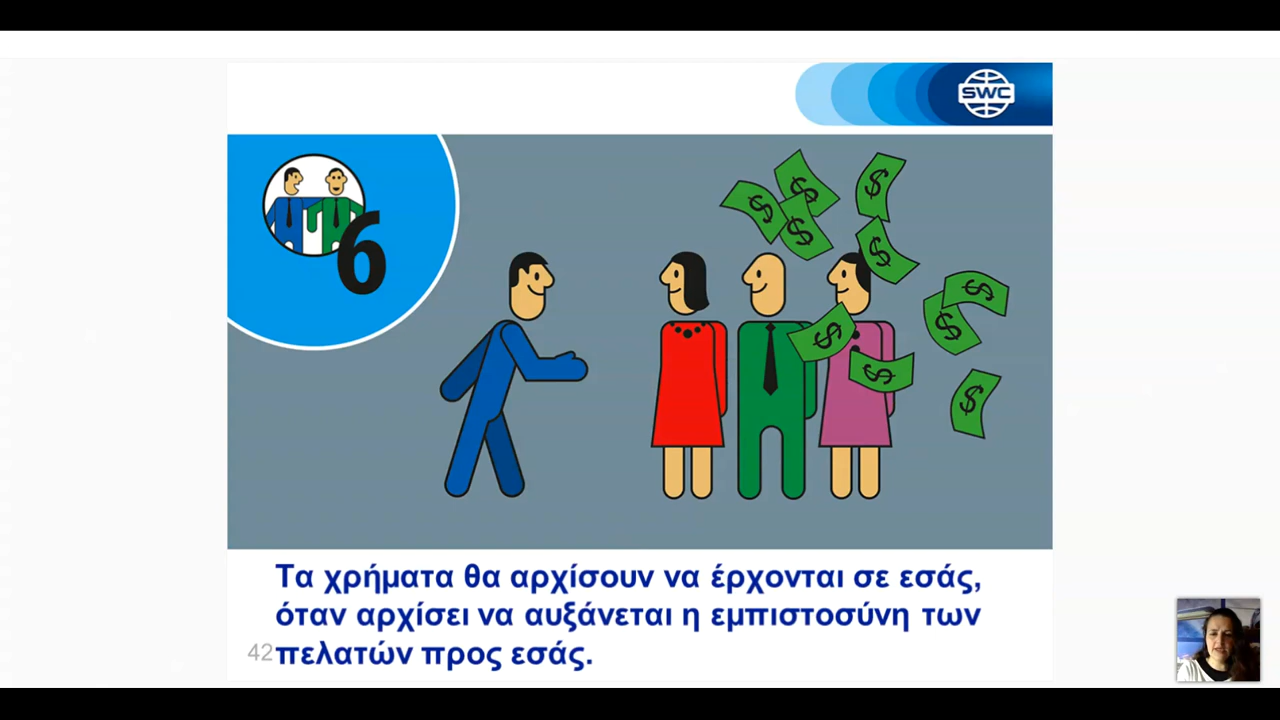 SWC
6
$ $ $ $ $ $ $ $ $ $
Τα χρήματα θα αρχίσουν να έρχονται σε εσάς,
όταν αρχίσει να αυξάνεται η εμπιστοσύνη των
42 πελατών προς εσάς.